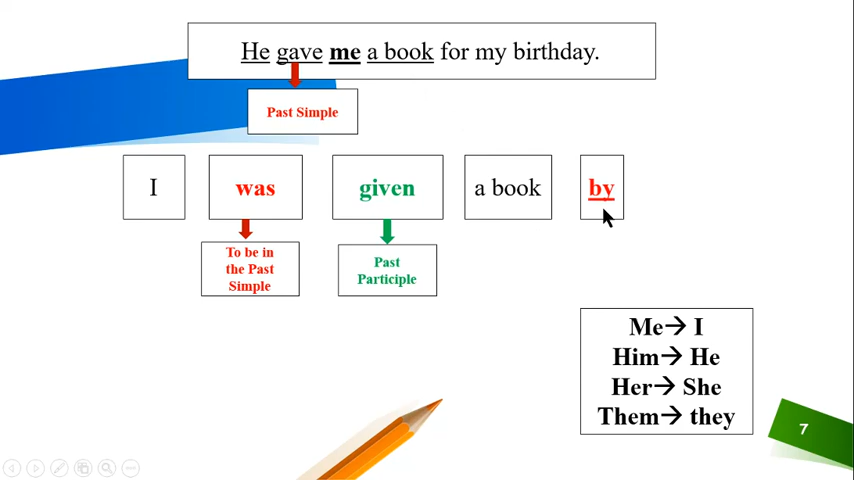 He gave me a book for my birthday.
Past Simple
I was given a book by
To be in
the Past
Simple
Past
Participle
Me→ I
Him→ He
Her→ She
Them→ they
7